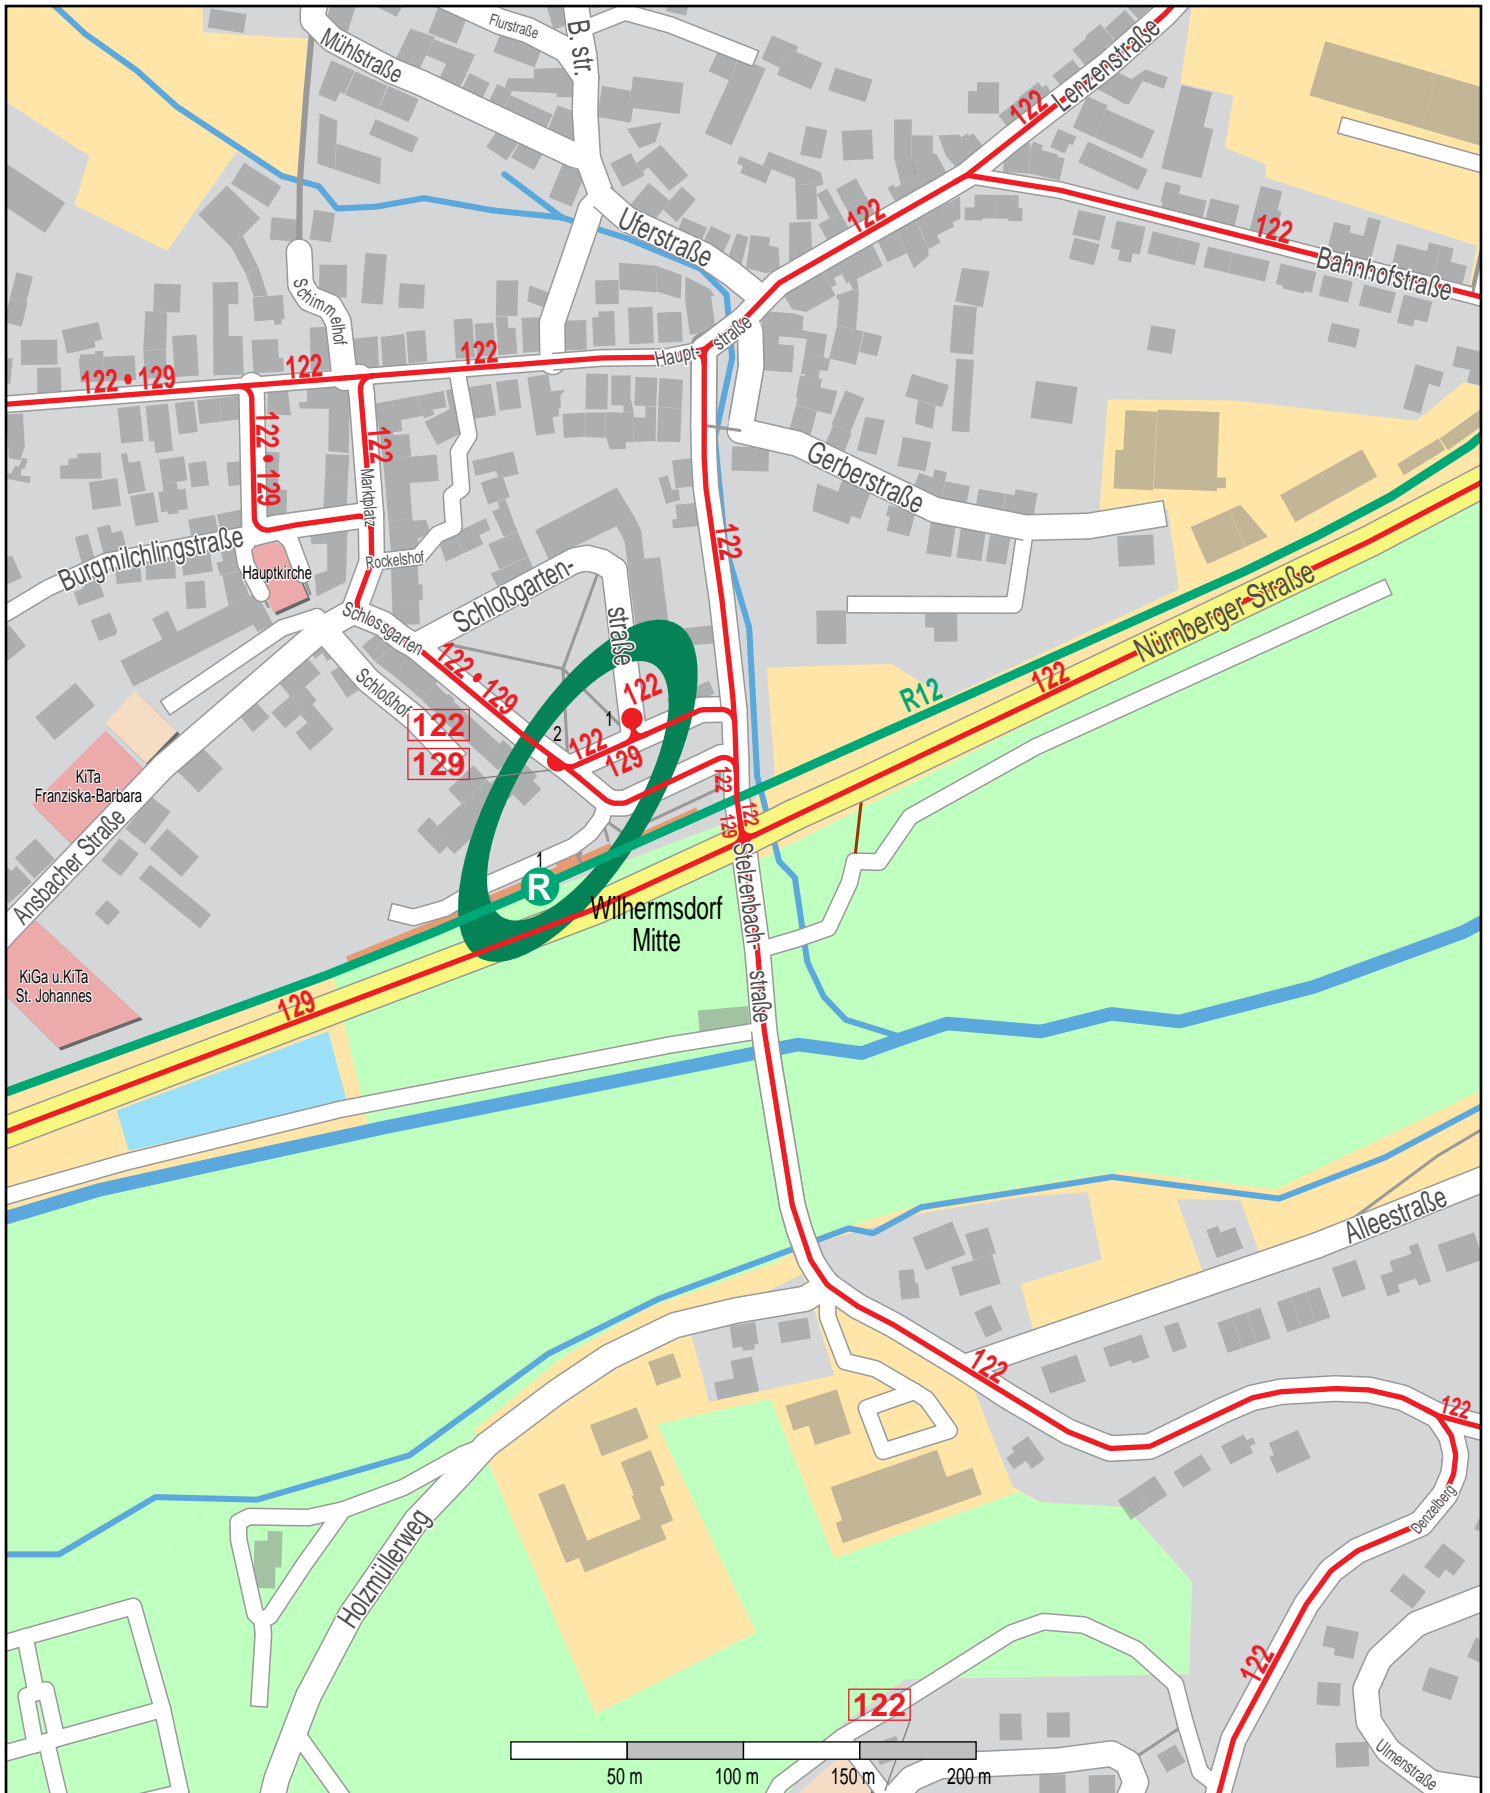 Flurstraße
B. str.
Mühlstraße
Lenzenstraße
122
Uferstraße
122
122
Bahnhofstraße
Schimmelhof
Haupt-
straße
122 • 129
122
122
122 • 129
122
Marktplatz
Gerberstraße
122
Burgmilchlingstraße
Hauptkirche
Rockelshof
Schloßgarten-
straße
Schlossgarten
122 • 129
Schloßhof
Nürnberger Straße
R12
122
122
129
122
1
2
122
129
122
129
122
KiTa
Franziska-Barbara
Ansbacher Straße
1
R
Wilhermsdorf
Mitte
Stelzenbach-
straße
KiGa u.KiTa
St. Johannes
129
Alleestraße
122
122
Denzelberg
Holzmüllerweg
122
122
Ulmenstraße
50 m
100 m
150 m
200 m